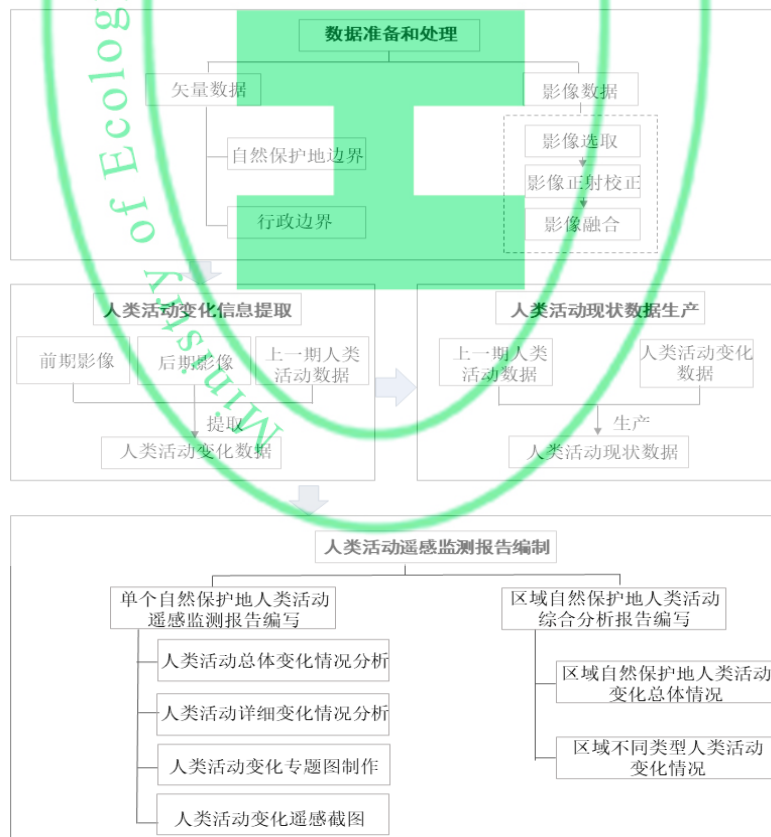 数据准备和处理
矢量数据
影像数据
自然保护地边界
行政边界
影像选取
影像正射校正
影像融合
人类活动变化信息提取
前期影像
后期影像
上一期人类
活动数据
提取
人类活动变化数据
人类活动现状数据生产
上一期人类
活动数据
人类活动变化
数据
生产
人类活动现状数据
人类活动遥感监测报告编制
单个自然保护地人类活动
遥感监测报告编写
人类活动总体变化情况分析
人类活动详细变化情况分析
人类活动变化专题图制作
人类活动变化遥感截图
区域自然保护地人类活动
综合分析报告编写
区域自然保护地人类活动
变化总体情况
区域不同类型人类活动
变化情况
Ministry of Ecolog